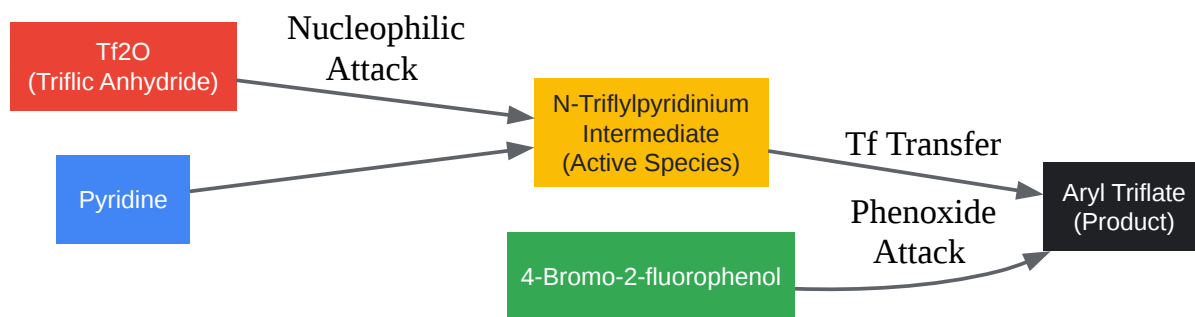 Tf2O
(Triflic Anhydride)
Nucleophilic
Attack
Pyridine
N-Triflylpyridinium
Intermediate
(Active Species)
Tf Transfer
Phenoxide
Attack
4-Bromo-2-fluorophenol
Aryl Triflate
(Product)